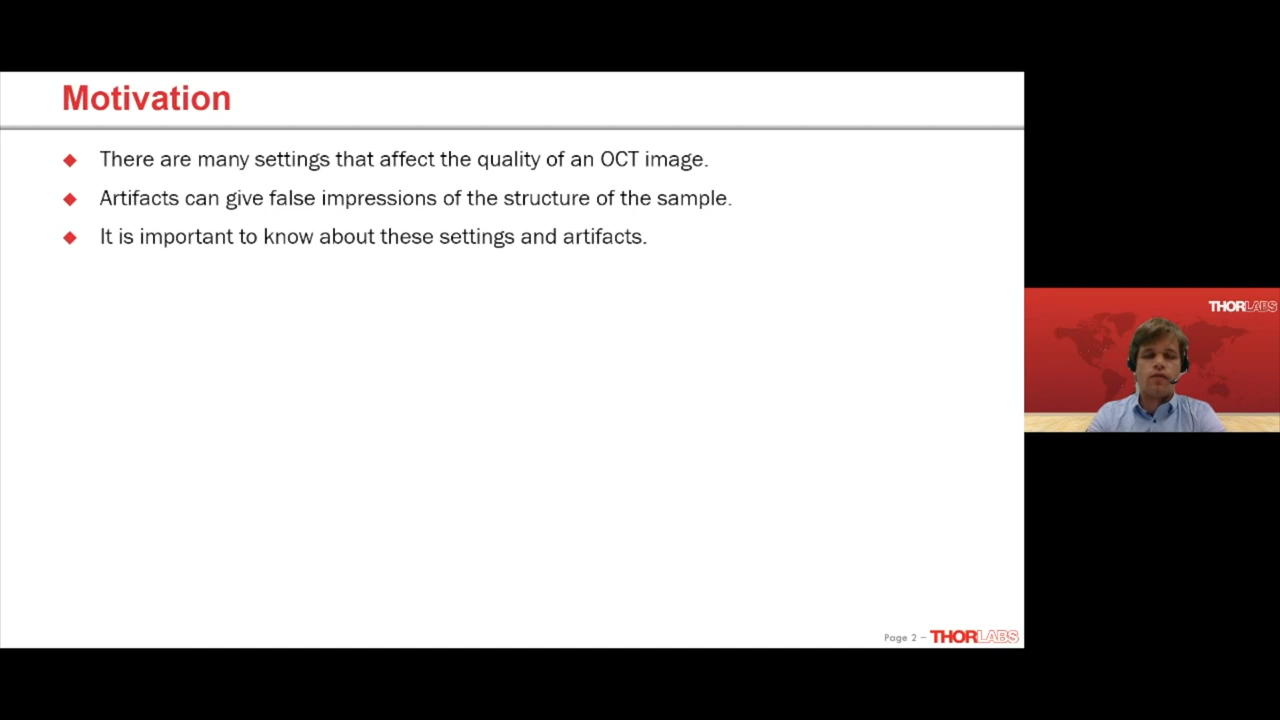 Motivation
There are many settings that affect the quality of an OCT image.
Artifacts can give false impressions of the structure of the sample.
It is important to know about these settings and artifacts.
THORLABS
Page 2 – THORLABS